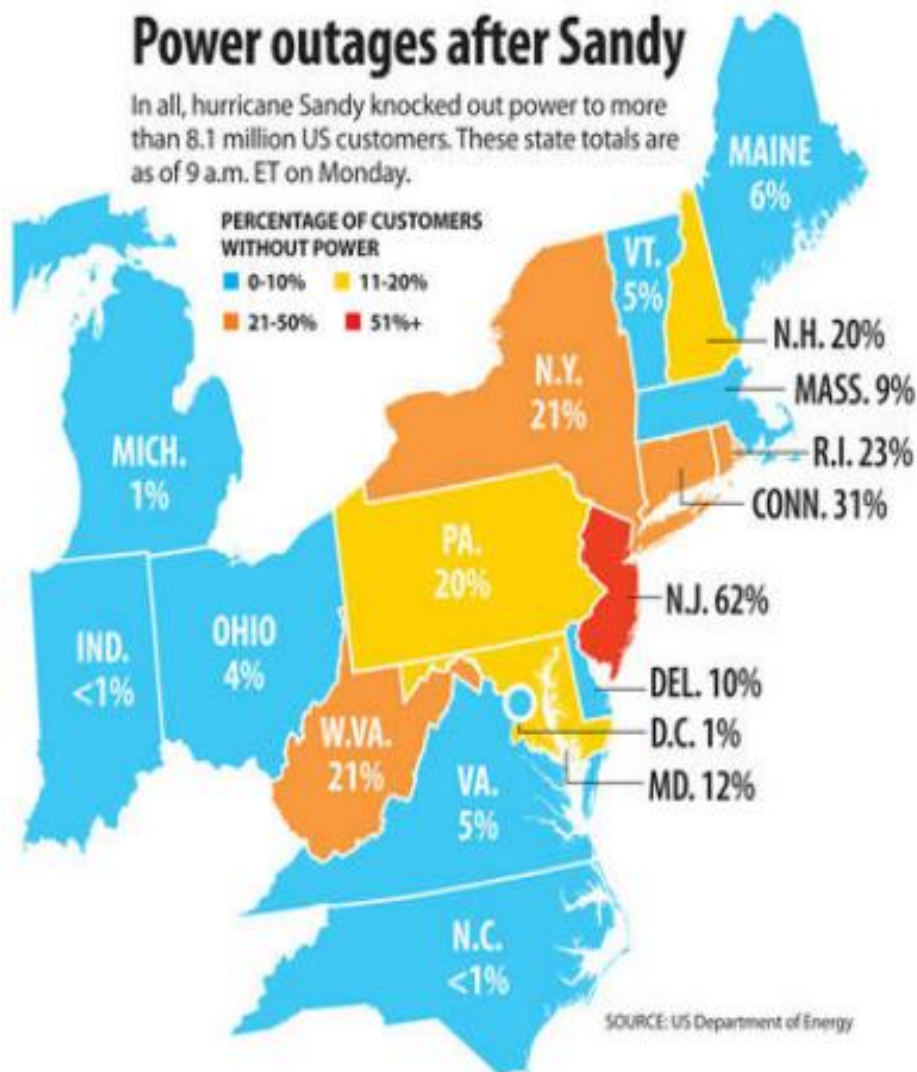 Power outages after Sandy
In all, hurricane Sandy knocked out power to more
than 8.1 million US customers. These state totals are
as of 9 a.m. ET on Monday.
PERCENTAGE OF CUSTOMERS
WITHOUT POWER
0-10% 11-20%
21-50% 51%+
MAINE
6%
VT.
5%
N.H. 20%
MASS. 9%
N.Y.
21%
R.I. 23%
CONN. 31%
MICH.
1%
PA.
20%
N.J. 62%
IND.
<1%
OHIO
4%
DEL. 10%
D.C. 1%
MD. 12%
W.VA.
21%
VA.
5%
N.C.
<1%
SOURCE: US Department of Energy